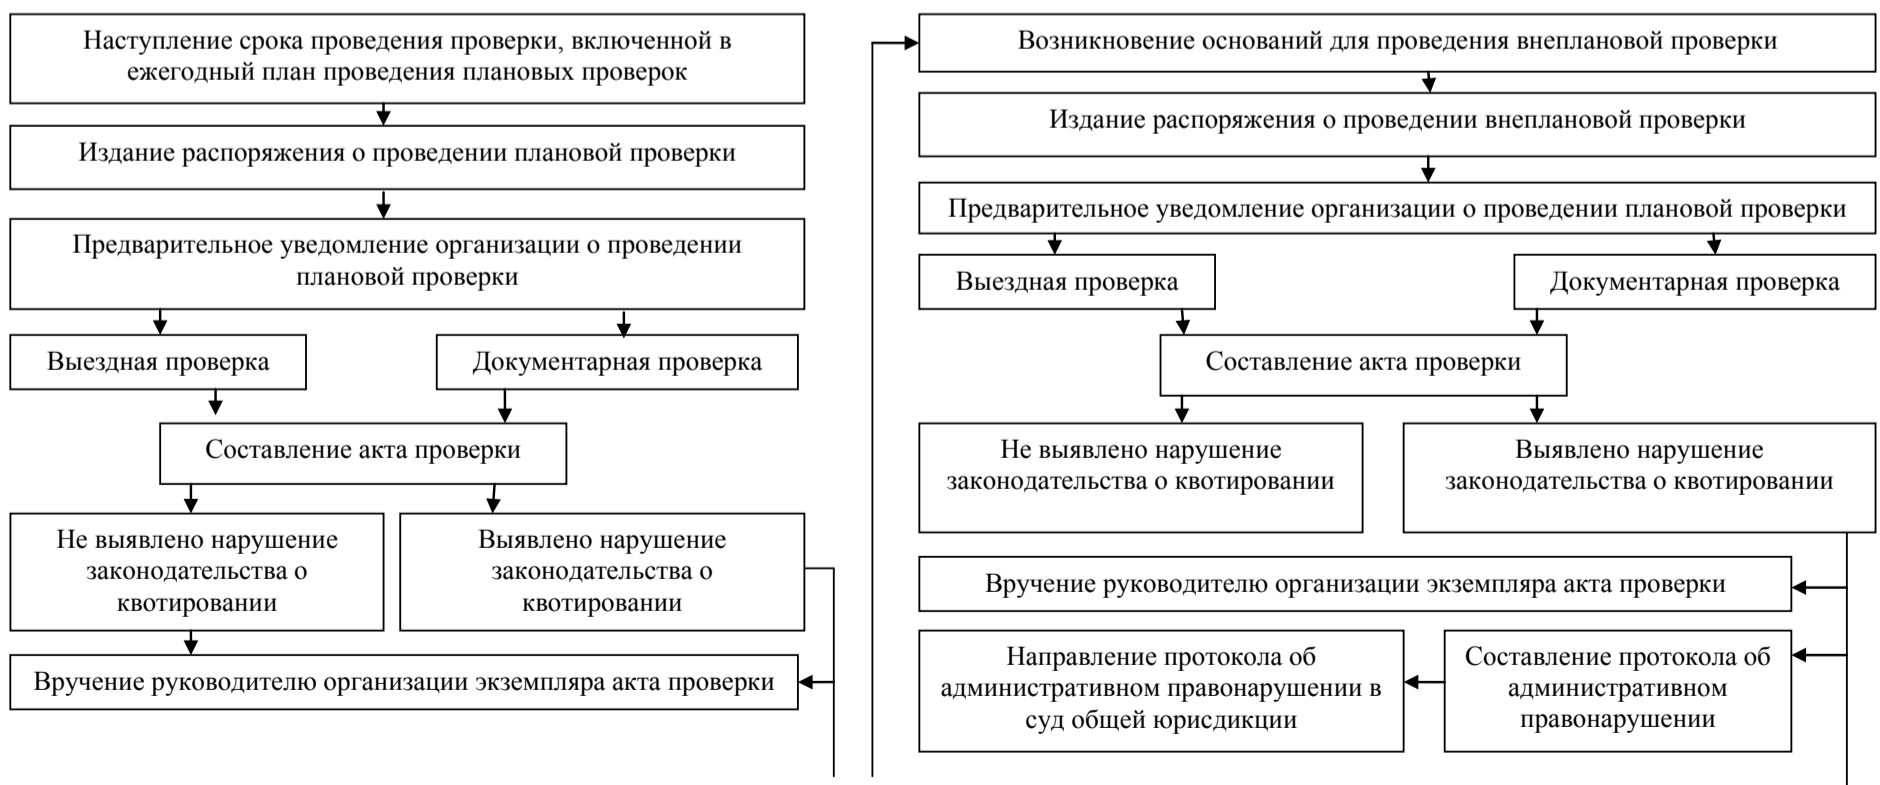 Наступление срока проведения проверки, включенной в
ежегодный план проведения плановых проверок
Издание распоряжения о проведении плановой проверки
Предварительное уведомление организации о проведении
плановой проверки
Выездная проверка
Документарная проверка
Составление акта проверки
Не выявлено нарушение
законодательства о
квотировании
Выявлено нарушение
законодательства о
квотировании
Вручение руководителю организации экземпляра акта проверки
Возникновение оснований для проведения внеплановой проверки
Издание распоряжения о проведении внеплановой проверки
Предварительное уведомление организации о проведении плановой проверки
Выездная проверка
Документарная проверка
Составление акта проверки
Не выявлено нарушение
законодательства о квотировании
Выявлено нарушение
законодательства о квотировании
Вручение руководителю организации экземпляра акта проверки
Направление протокола об
административном правонарушении в
суд общей юрисдикции
Составление протокола об
административном
правонарушении